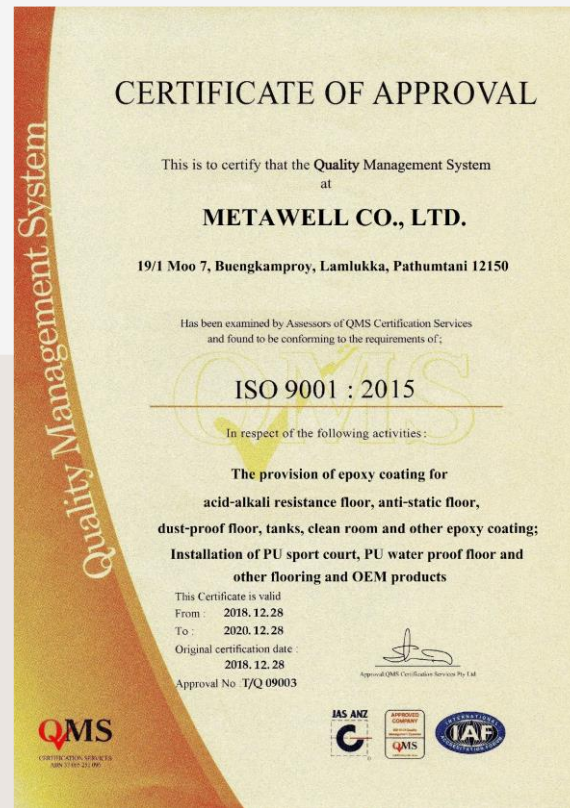 Quality Management System
CERTIFICATE OF APPROVAL
This is to certify that the Quality Management System
at
METAWELL CO., LTD.
19/1 Moo 7, Buengkamproy, Lamlukka, Pathumtani 12150
Has been examined by Assessors of QMS Certification Services
and found to be conforming to the requirements of;
QMS
ISO 9001 : 2015
In respect of the following activities :
The provision of epoxy coating for
acid-alkali resistance floor, anti-static floor,
dust-proof floor, tanks, clean room and other epoxy coating;
Installation of PU sport court, PU water proof floor and
other flooring and OEM products
This Certificate is valid
From : 2018.12.28
To : 2020.12.28
Original certification date :
2018.12.28
Approval No T/Q 09003
Approval QMS Certification Services Pty Ltd
QMS
CERTIFICATION SERVICES
JAS ANZ
C
APPROVED
COMPANY
QMS
INTERNATIONAL
ACCREDITATION FORUM
IAF